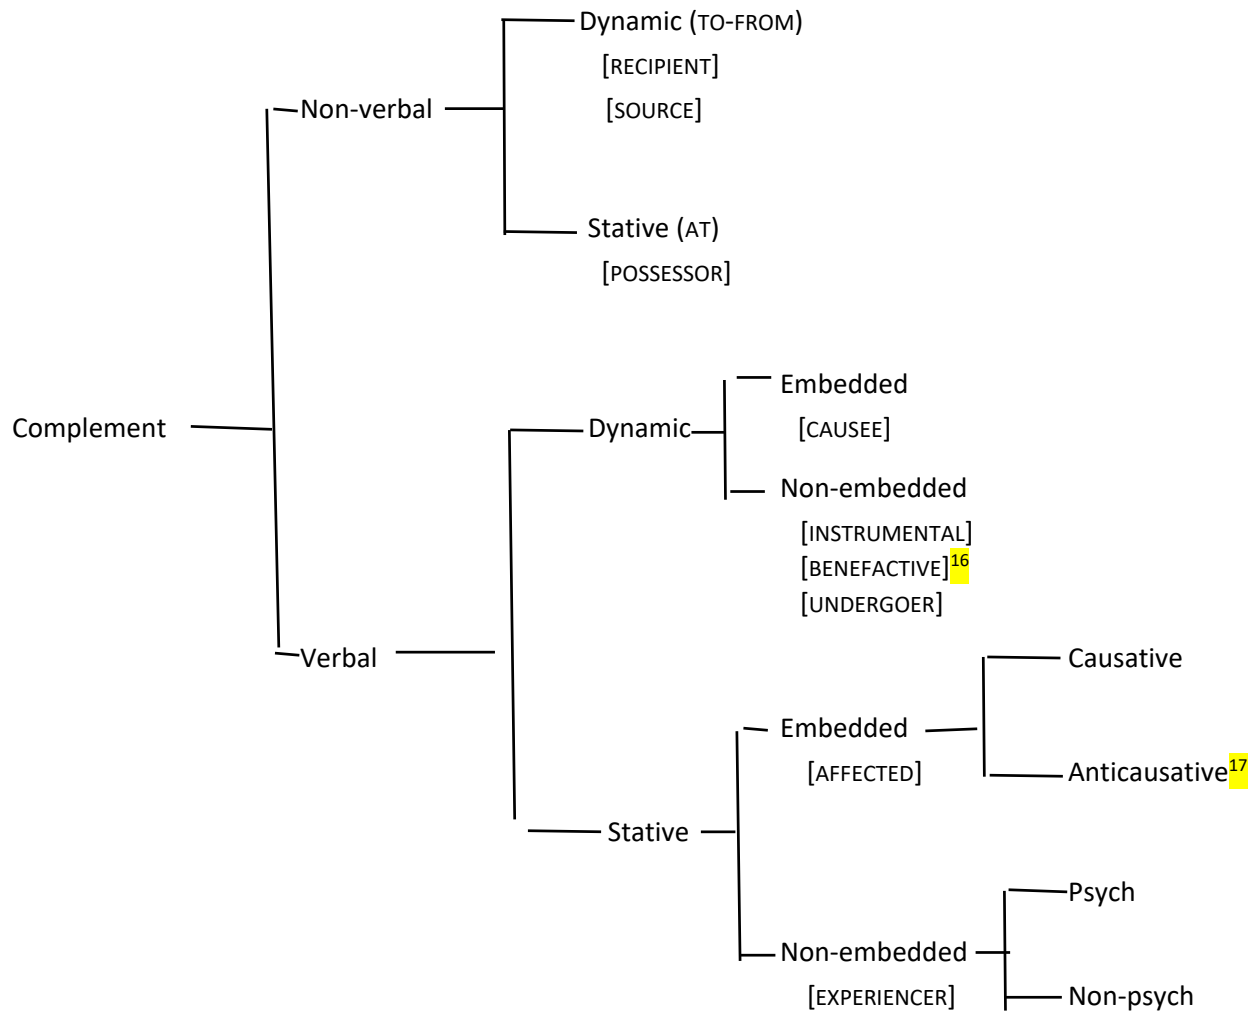 Dynamic (TO-FROM)
[RECIPIENT]
Non-verbal
[SOURCE]
Stative (AT)
[POSSESSOR]
Embedded
Complement
Dynamic
[CAUSEE]
Non-embedded
[INSTRUMENTAL]
[BENEFACTIVE]16
[UNDERGOER]
Verbal
Causative
Embedded
[AFFECTED]
Anticausative17
Stative
Psych
Non-embedded
[EXPERIENCER]
Non-psych